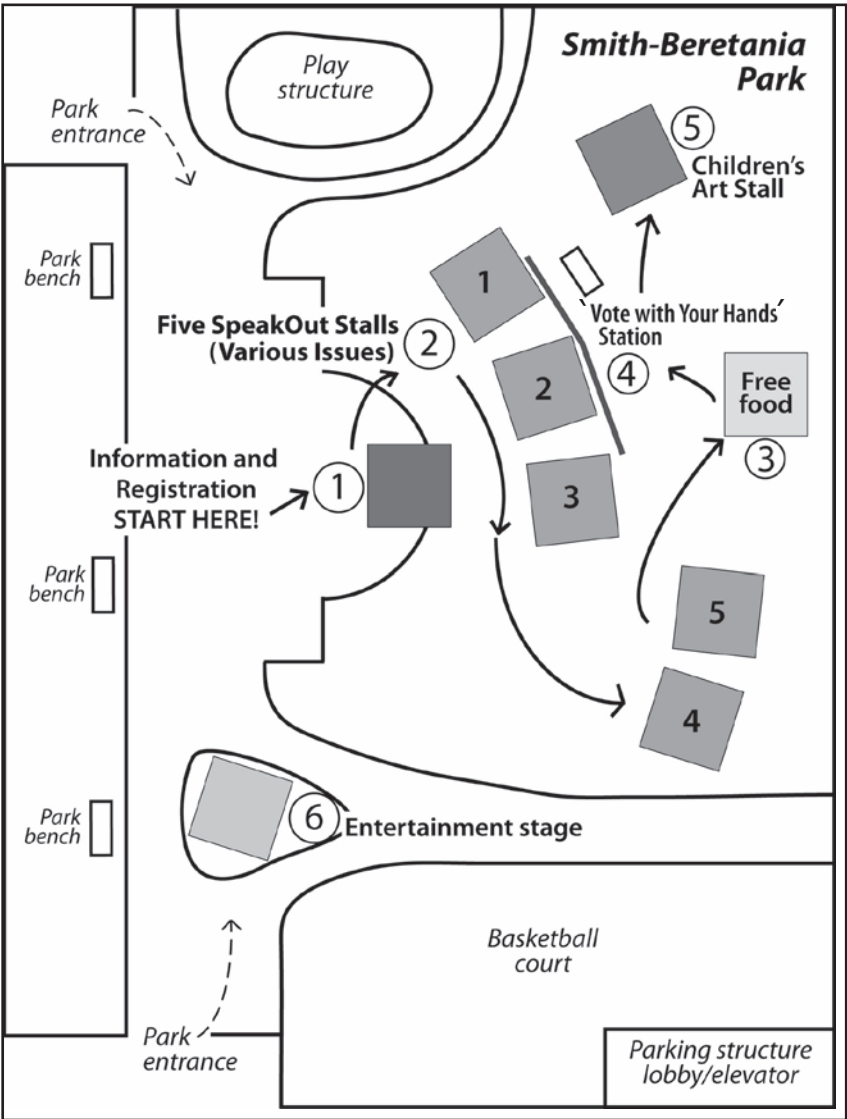 Smith-Beretania
Park
Play
structure
Park
entrance
5
Children's
Art Stall
Park
bench
1
'Vote with Your Hands'
Station
4
Five SpeakOut Stalls
(Various Issues)
2
2
Free
food
3
Information and
Registration
START HERE!
1
3
Park
bench
5
4
Park
bench
6
Entertainment stage
Basketball
court
Park
entrance
Parking structure
lobby/elevator